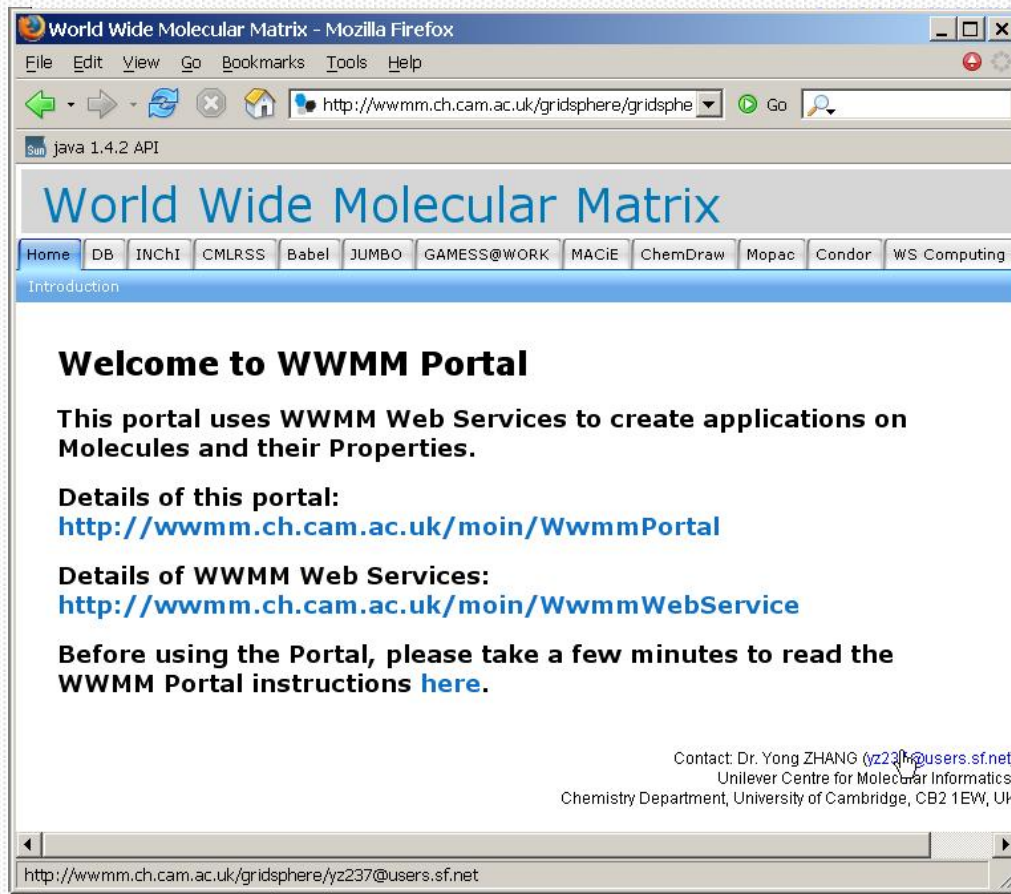 World Wide Molecular Matrix - Mozilla Firefox
File Edit View Go Bookmarks Tools Help
http://wwmm.ch.cam.ac.uk/gridsphere/gridsphe Go
Sun java 1.4.2 API
World Wide Molecular Matrix
Home DB INChI CMLRSS Babel JUMBO GAMESS@WORK MACiE ChemDraw Mopac Condor WS Computing
Introduction
Welcome to WWMM Portal
This portal uses WWMM Web Services to create applications on
Molecules and their Properties.
Details of this portal:
http://wwmm.ch.cam.ac.uk/moin/WwmmPortal
Details of WWMM Web Services:
http://wwmm.ch.cam.ac.uk/moin/WwmmWebService
Before using the Portal, please take a few minutes to read the
WWMM Portal instructions here.
Contact: Dr. Yong ZHANG (yz237@users.sf.net
Unilever Centre for Molecular Informatics
Chemistry Department, University of Cambridge, CB2 1EW, UK
http://wwmm.ch.cam.ac.uk/gridsphere/yz237@users.sf.net